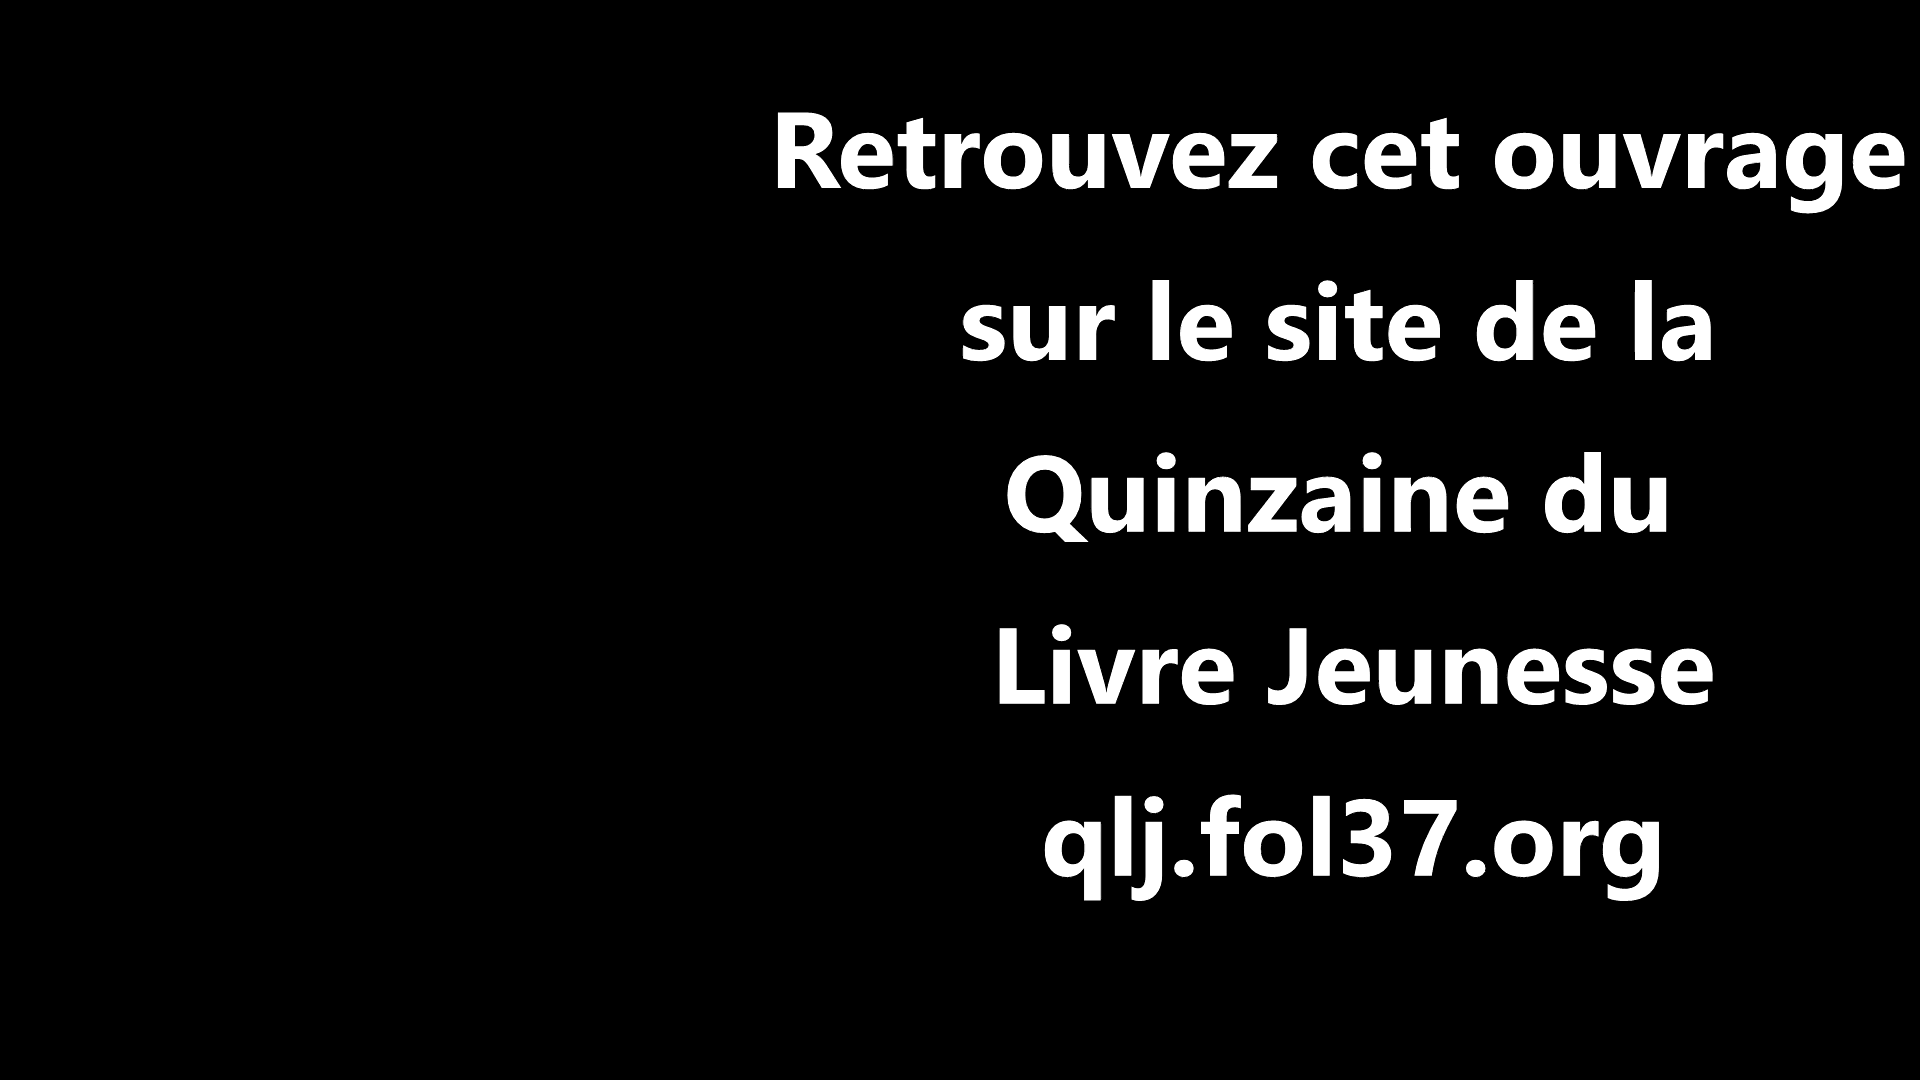 Retrouvez cet ouvrage
sur le site de la
Quinzaine du
Livre Jeunesse
qlj.fol37.org